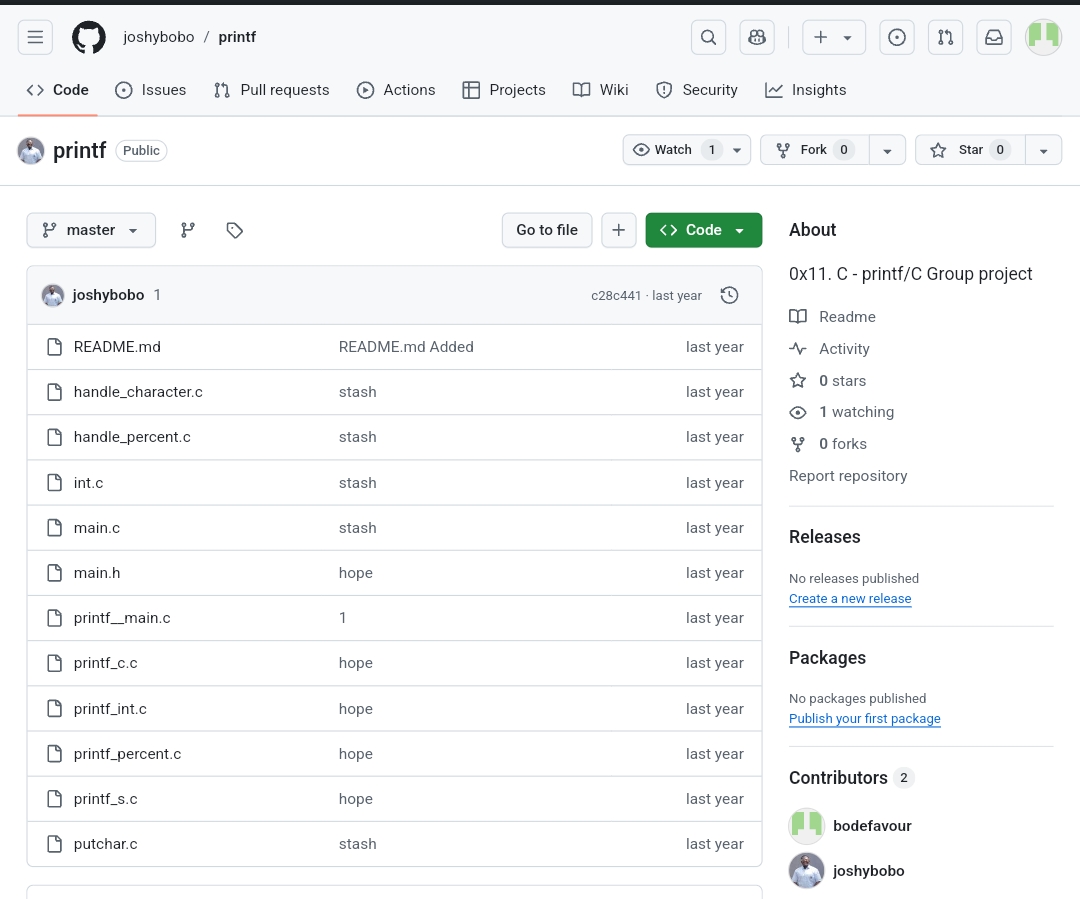 joshybobo / printf
Code Issues Pull requests Actions Projects Wiki Security Insights
printf Public Watch 1 Fork 0 Star 0
master Go to file Code
joshybobo 1 c28c441 · last year
README.md README.md Added last year
handle_character.c stash last year
handle_percent.c stash last year
int.c stash last year
main.c stash last year
main.h hope last year
printf__main.c 1 last year
printf_c.c hope last year
printf_int.c hope last year
printf_percent.c hope last year
printf_s.c hope last year
putchar.c stash last year
About
0x11. C - printf/C Group project
Readme
Activity
0 stars
1 watching
0 forks
Report repository
Releases
No releases published
Create a new release
Packages
No packages published
Publish your first package
Contributors 2
bodefavour
joshybobo